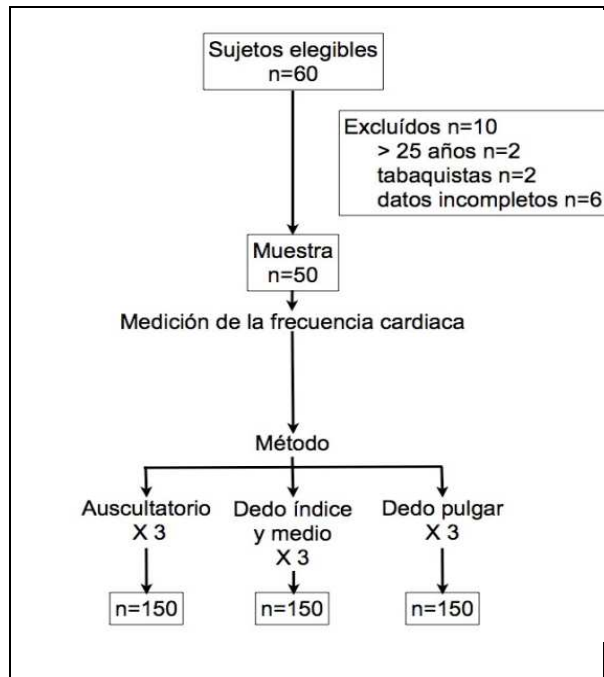 Sujetos elegibles
n=60
Excluídos n=10
> 25 años n=2
tabaquistas n=2
datos incompletos n=6
Muestra
n=50
Medición de la frecuencia cardiaca
Método
Auscultatorio
X 3
Dedo índice
y medio
X 3
Dedo pulgar
X 3
n=150
n=150
n=150